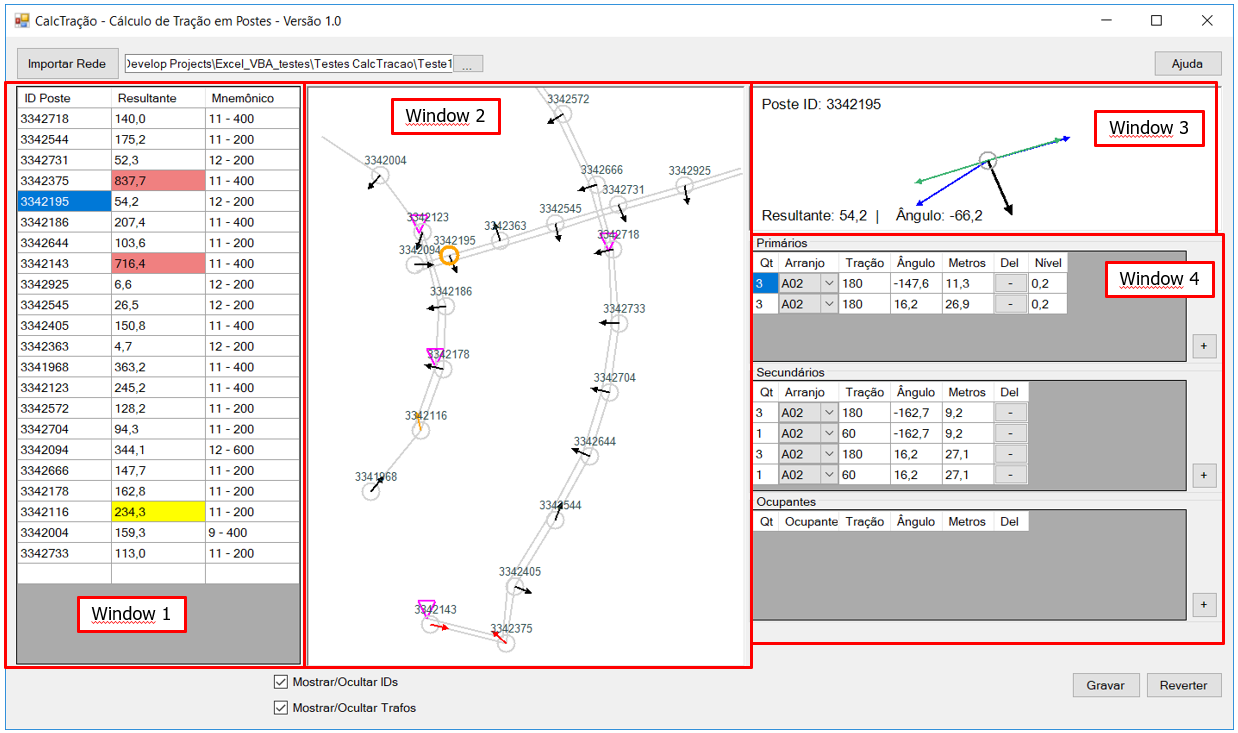 CalcTração - Cálculo de Tração em Postes - Versão 1.0
Importar Rede Develop Projects\Excel_VBA_testes\Testes CalcTracao\Teste1 ... Ajuda
ID Poste Resultante Mnemônico
3342718 140,0 11 - 400
3342544 175,2 11 - 200
3342731 52,3 12 - 200
3342375 837,7 11 - 400
3342195 54,2 12 - 200
3342186 207,4 11 - 400
3342644 103,6 11 - 200
3342143 716,4 11 - 400
3342925 6,6 12 - 200
3342545 26,5 12 - 200
3342405 150,8 11 - 400
3342363 4,7 12 - 200
3341968 363,2 11 - 400
3342123 245,2 11 - 400
3342572 128,2 11 - 200
3342704 94,3 11 - 200
3342094 344,1 12 - 600
3342666 147,7 11 - 200
3342178 162,8 11 - 200
3342116 234,3 11 - 200
3342004 159,3 9 - 400
3342733 113,0 11 - 200
Window 1
Window 2
3342572
3342004
3342666
3342925
3342731
3342545
3342123
3342363
3342718
3342195
3342094
3342186
3342733
3342178
3342704
3342116
3342644
3341968
3342544
3342405
3342143
3342375
Poste ID: 3342195
Window 3
Resultante: 54,2 | Ângulo: -66,2
Window 4
Primários
Qt Arranjo Tração Ângulo Metros Del Nível
3 A02 180 -147,6 11,3 - 0,2
3 A02 180 16,2 26,9 - 0,2
+
Secundários
Qt Arranjo Tração Ângulo Metros Del
3 A02 180 -162,7 9,2 -
1 A02 60 -162,7 9,2 -
3 A02 180 16,2 27,1 -
1 A02 60 16,2 27,1 -
+
Ocupantes
Qt Ocupante Tração Ângulo Metros Del
+
Mostrar/Ocultar IDs
Mostrar/Ocultar Trafos
Gravar Reverter